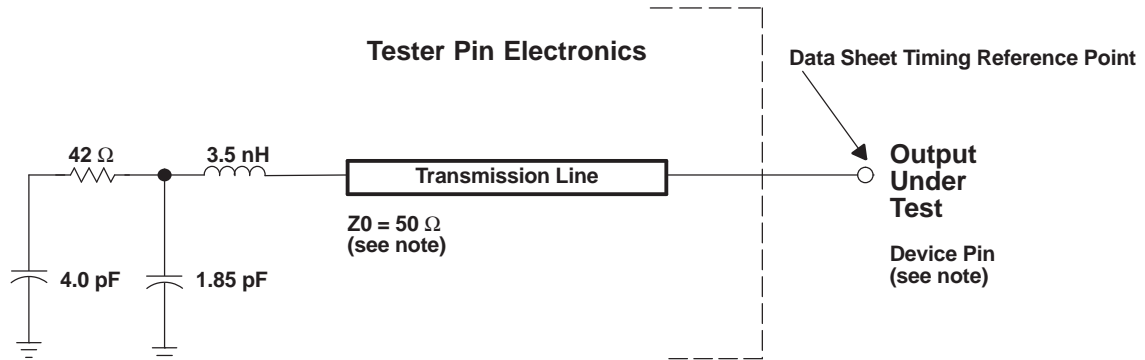 Tester Pin Electronics
Data Sheet Timing Reference Point
42 Ω
3.5 nH
Transmission Line
Output
Under
Test
Z0 = 50 Ω
(see note)
Device Pin
(see note)
4.0 pF
1.85 pF